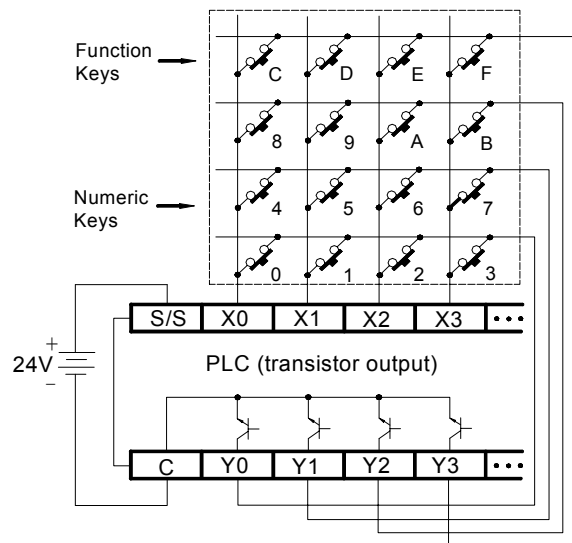 Function
Keys
C D E F
8 9 A B
Numeric
Keys
4 5 6 7
0 1 2 3
S/S X0 X1 X2 X3 •••
+
24V
−
PLC (transistor output)
C Y0 Y1 Y2 Y3 •••